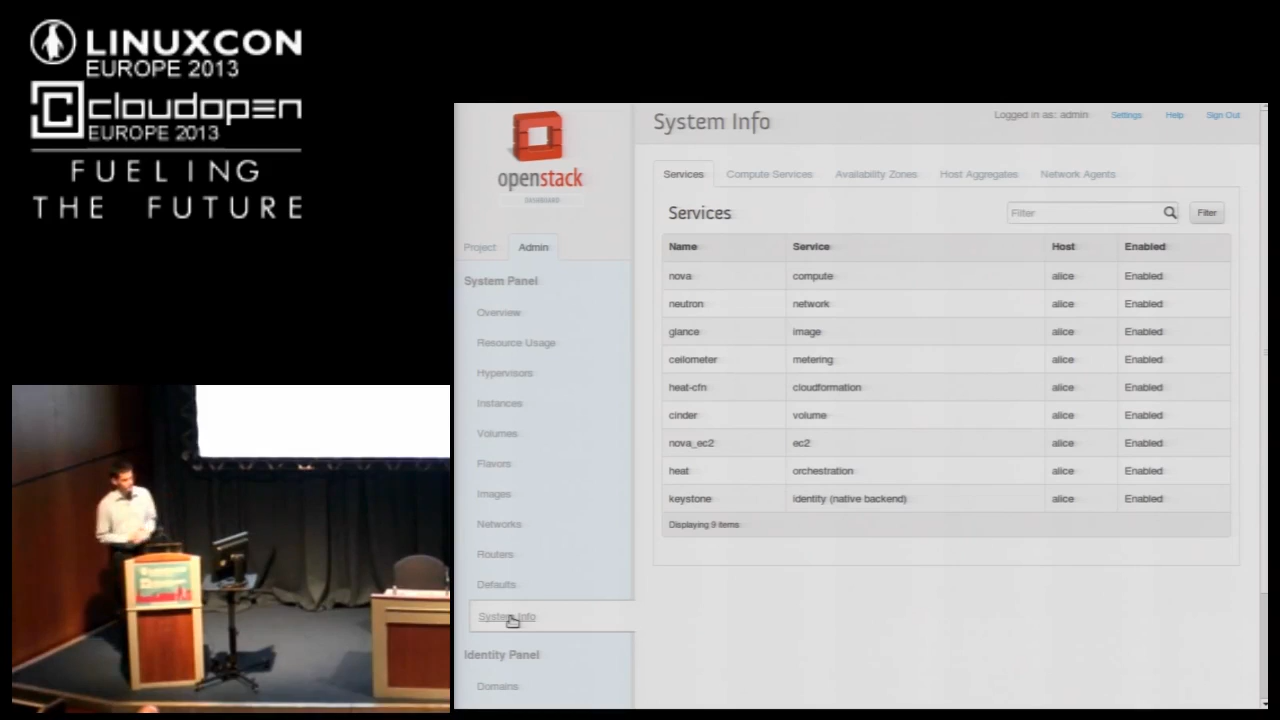 LINUXCON
EUROPE 2013
cloudopen
EUROPE 2013
FUELING
THE FUTURE
openstack
DASHBOARD
Project Admin
System Panel
Overview
Resource Usage
Hypervisors
Instances
Volumes
Flavors
Images
Networks
Routers
Defaults
System Info
Identity Panel
Domains
System Info
Logged in as: admin Settings Help Sign Out
Services Compute Services Availability Zones Host Aggregates Network Agents
Services
Filter Filter
Name Service Host Enabled
nova compute alice Enabled
neutron network alice Enabled
glance image alice Enabled
ceilometer metering alice Enabled
heat-cfn cloudformation alice Enabled
cinder volume alice Enabled
nova_ec2 ec2 alice Enabled
heat orchestration alice Enabled
keystone identity (native backend) alice Enabled
Displaying 9 items